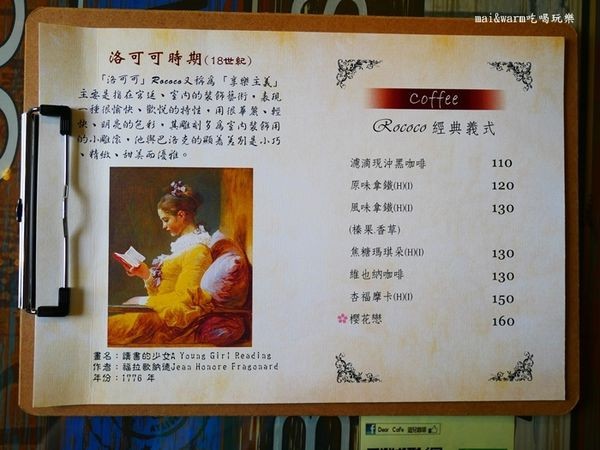 mai&warm吃喝玩樂
洛可可時期(18世紀)
「洛可可」Rococo又稱為「享樂主義」
主要是指在宮廷、室內的裝飾藝術，表現
一種很愉快、歡悅的特性，用很華麗、輕
快、明亮的色彩，其雕刻多為室內裝飾用
的小雕漆，他與巴洛克的顯著差別是小巧
、精緻、甜美而優雅。
畫名：讀書的少女A Young Girl Reading
作者：福拉歌納德Jean Honore Fragonard
年份：1776 年
Coffee
Rococo 經典義式
濾滴現沖黑咖啡 110
原味拿鐵(H)(I) 120
風味拿鐵(H)(I) 130
(榛果.香草)
焦糖瑪琪朵(H)(I) 130
維也納咖啡 130
杏福摩卡(H)(I) 150
櫻花戀 160
Dear Cafe